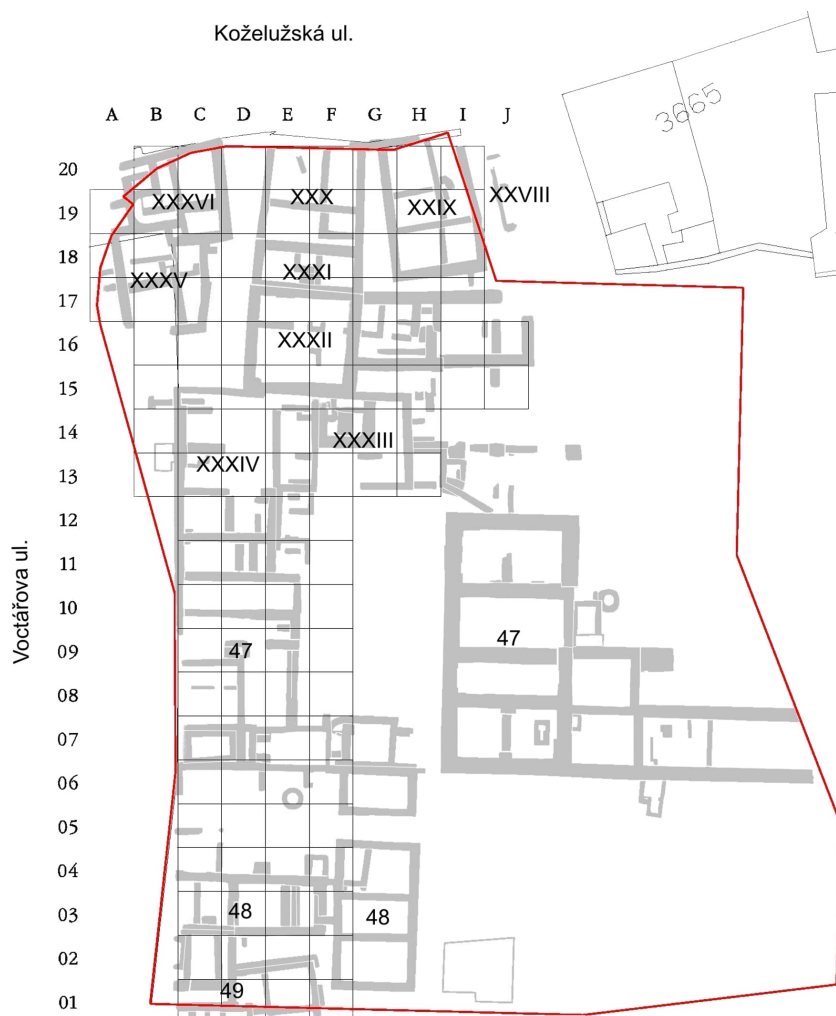 Koželužská ul.
3665
A B C D E F G H I J
20
XXVIII
19
XXXVI
XXX
XXIX
18
XXXV
XXXI
17
16
XXXII
15
14
XXXIII
13
XXXIV
12
11
10
09
47
47
08
07
06
05
04
03
48
48
02
49
01
Voctářova ul.